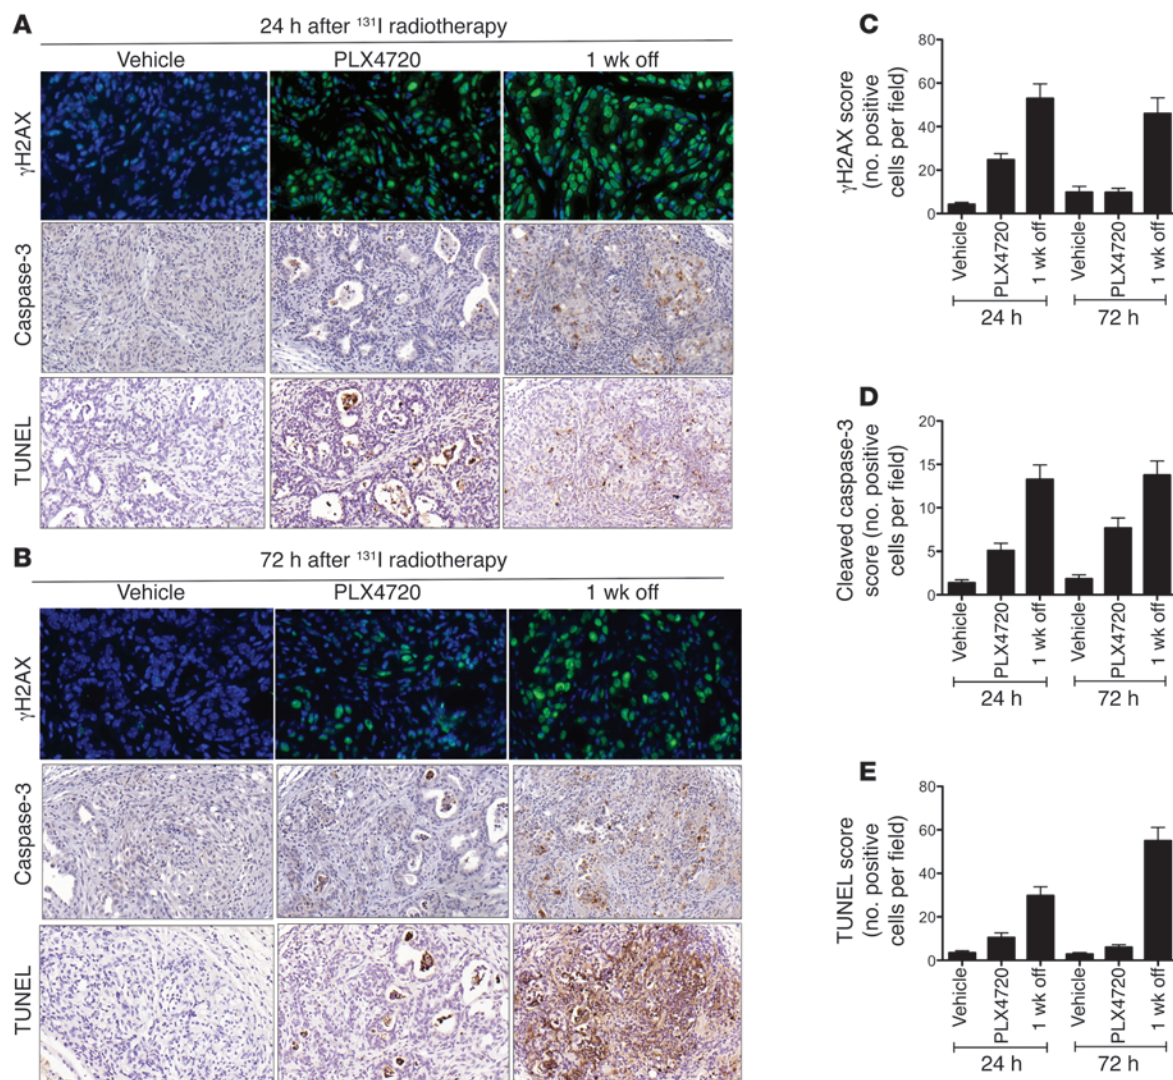 A
24 h after ¹³¹I radiotherapy
Vehicle PLX4720 1 wk off
γH2AX
Caspase-3
TUNEL
B
72 h after ¹³¹I radiotherapy
Vehicle PLX4720 1 wk off
γH2AX
Caspase-3
TUNEL
C
γH2AX score
(no. positive
cells per field)
80
60
40
20
0
Vehicle PLX4720 1 wk off Vehicle PLX4720 1 wk off
24 h 72 h
D
Cleaved caspase-3
score (no. positive
cells per field)
20
15
10
5
0
Vehicle PLX4720 1 wk off Vehicle PLX4720 1 wk off
24 h 72 h
E
TUNEL score
(no. positive
cells per field)
80
60
40
20
0
Vehicle PLX4720 1 wk off Vehicle PLX4720 1 wk off
24 h 72 h